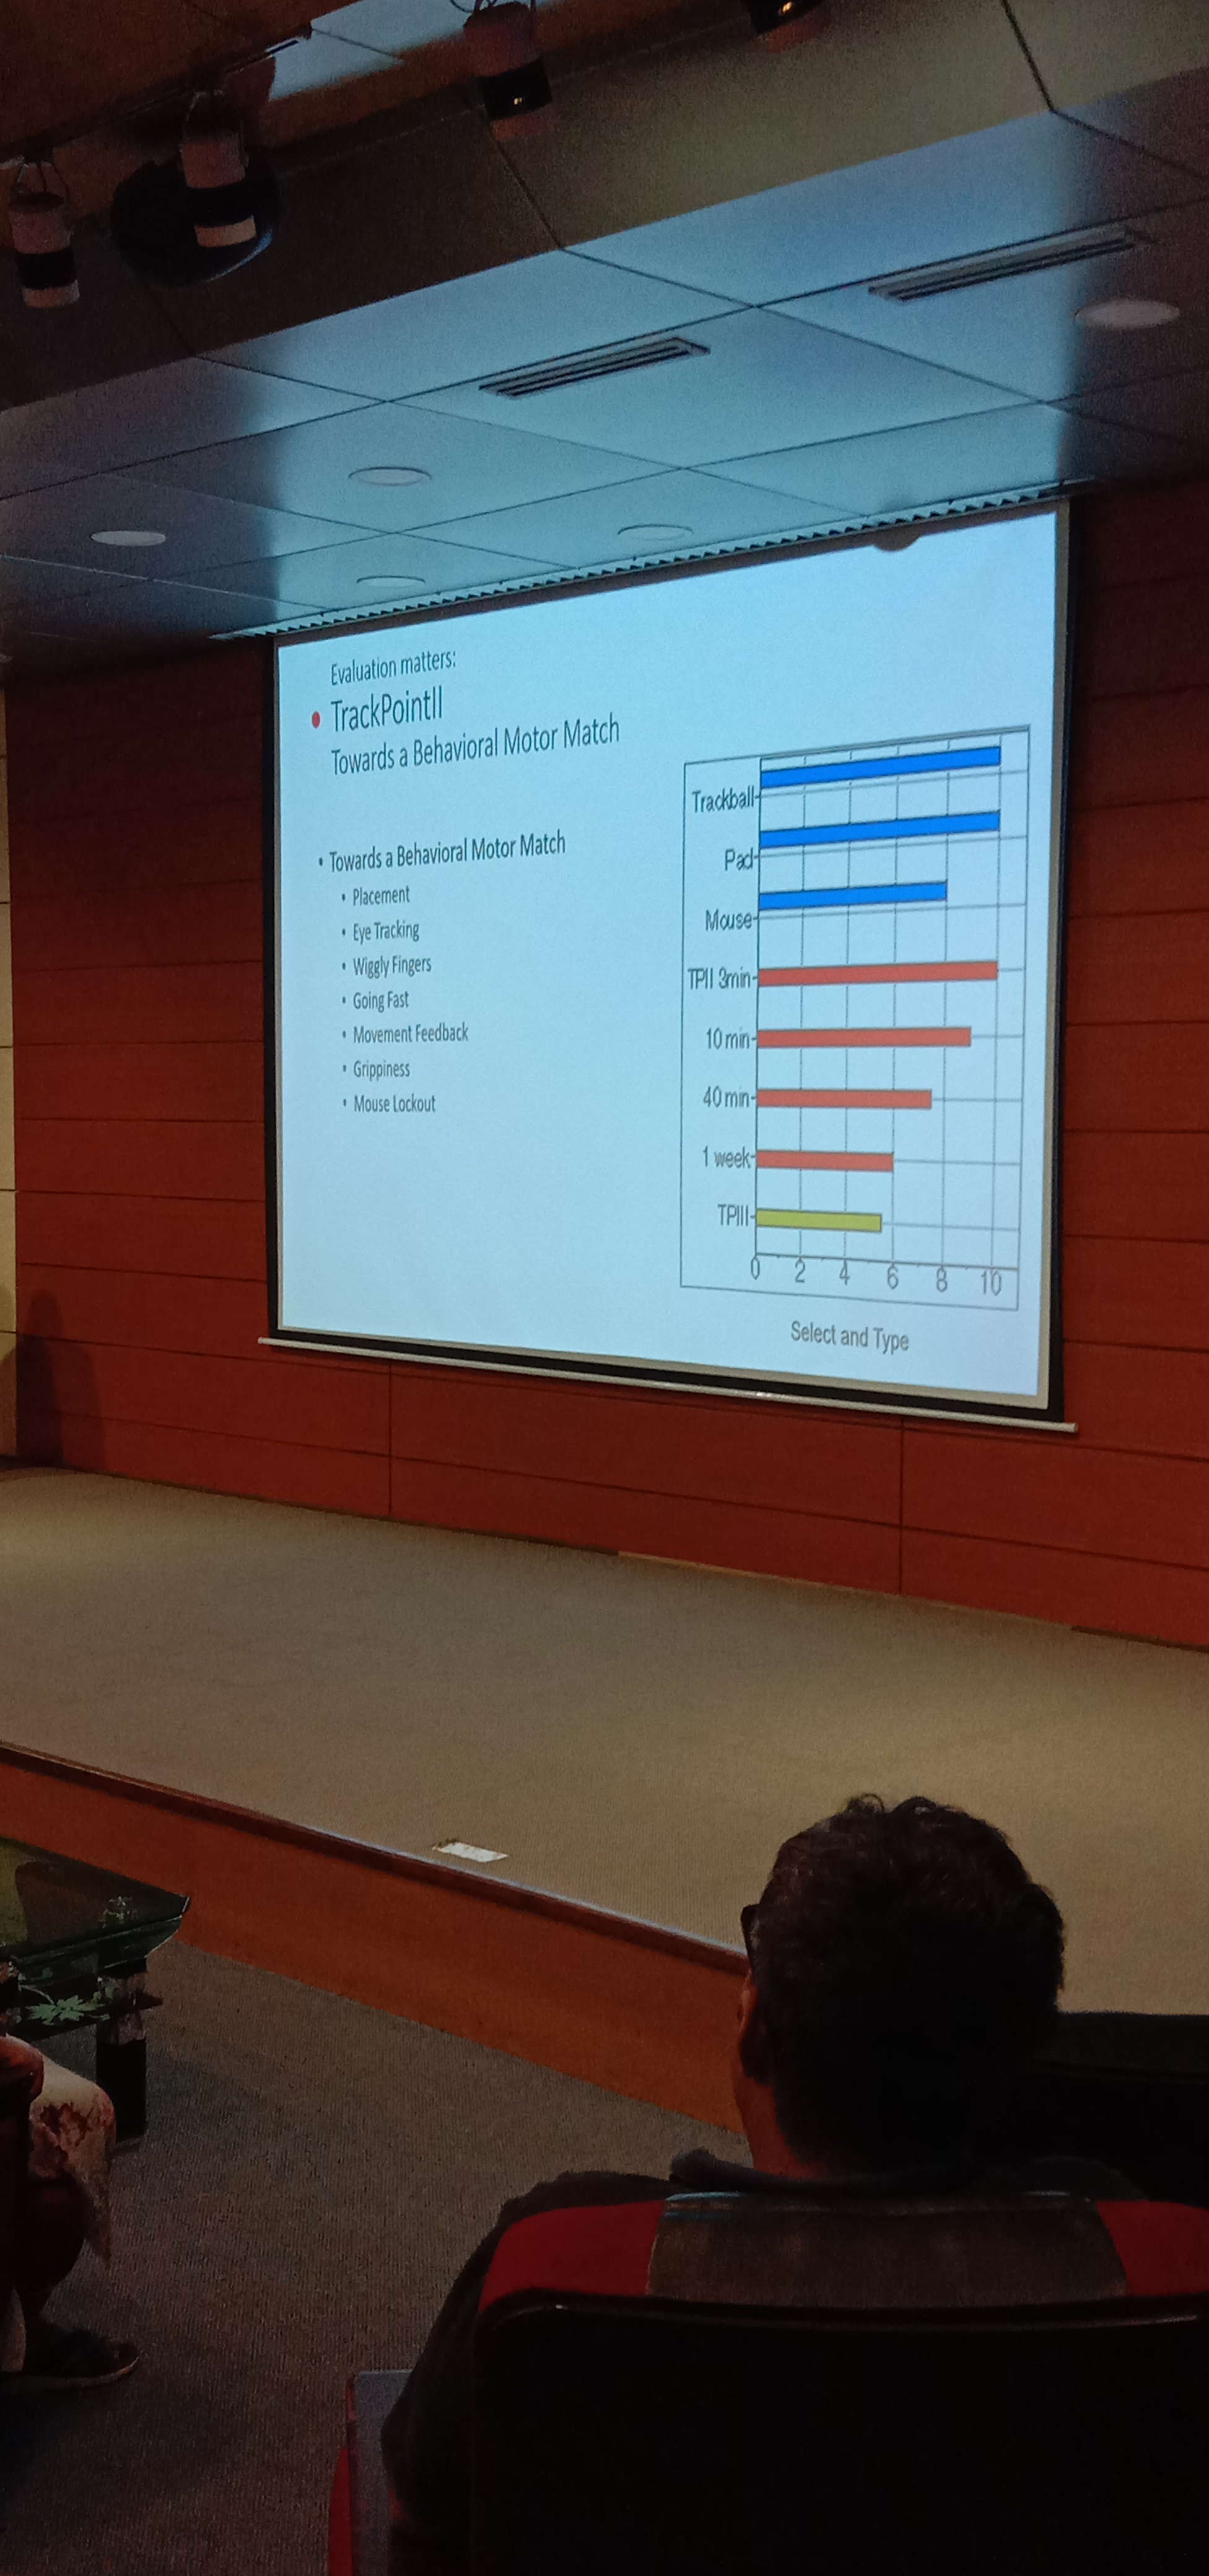 Evaluation matters:
• TrackPointII
Towards a Behavioral Motor Match
• Towards a Behavioral Motor Match
• Placement
• Eye Tracking
• Wiggly Fingers
• Going Fast
• Movement Feedback
• Grippiness
• Mouse Lockout
Trackball
Pad
Mouse
TPII 3min
10 min
40 min
1 week
TPIII
0 2 4 6 8 10
Select and Type